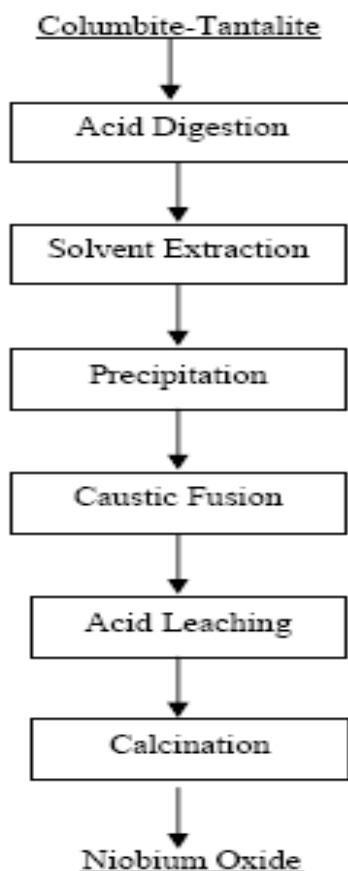 Columbite-Tantalite
Acid Digestion
Solvent Extraction
Precipitation
Caustic Fusion
Acid Leaching
Calcination
Niobium Oxide